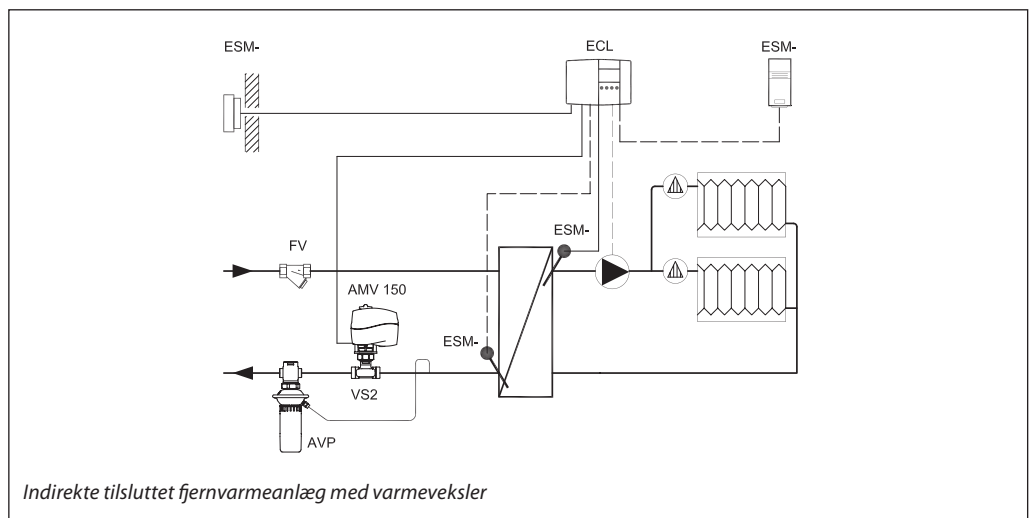 ESM-
ECL
ESM-
ESM-
FV
AMV 150
ESM-
VS2
AVP
Indirekte tilsluttet fjernvarmeanlæg med varmeveksler